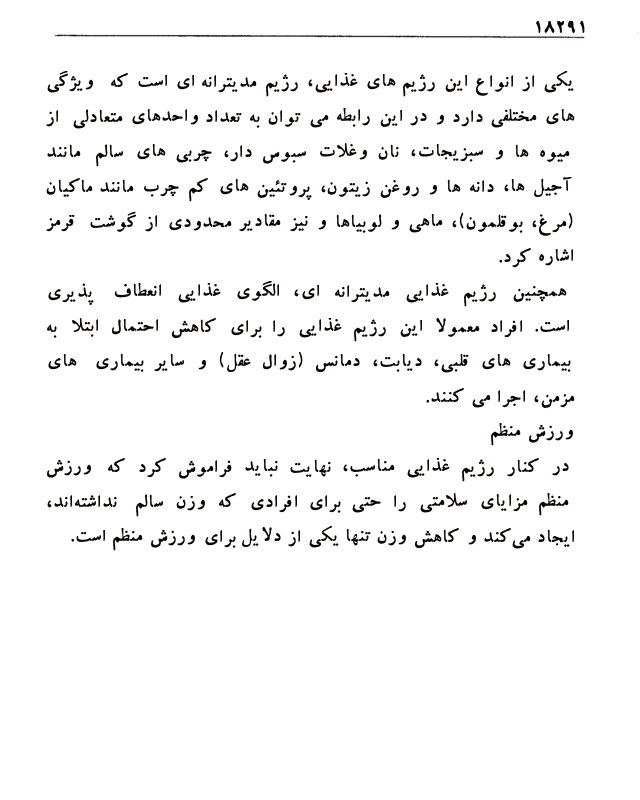 ۱۸۲۹۱
یکی از انواع این رژیم های غذایی، رژیم مدیترانه ای است که ویژگی
های مختلفی دارد و در این رابطه می توان به تعداد واحدهای متعادلی از
میوه ها و سبزیجات، نان وغلات سبوس دار، چربی های سالم مانند
آجیل ها، دانه ها و روغن زیتون، پروتئین های کم چرب مانند ماکیان
(مرغ، بوقلمون)، ماهی و لوبیاها و نیز مقادیر محدودی از گوشت قرمز
اشاره کرد.
همچنین رژیم غذایی مدیترانه ای، الگوی غذایی انعطاف پذیری
است. افراد معمولا این رژیم غذایی را برای کاهش احتمال ابتلا به
بیماری های قلبی، دیابت، دمانس (زوال عقل) و سایر بیماری های
مزمن، اجرا می کنند.
ورزش منظم
در کنار رژیم غذایی مناسب، نهایت نباید فراموش کرد که ورزش
منظم مزایای سلامتی را حتی برای افرادی که وزن سالم نداشته‌اند،
ایجاد می‌کند و کاهش وزن تنها یکی از دلایل برای ورزش منظم است.